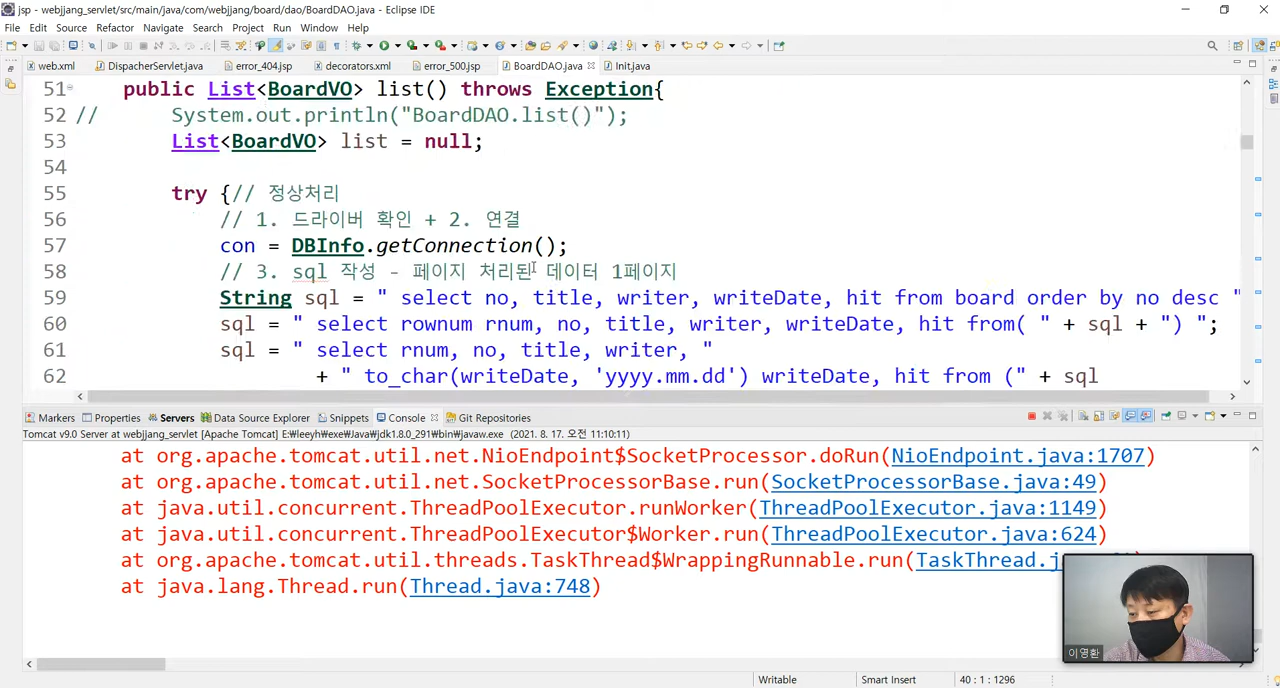 jsp - webjjang_servlet/src/main/java/com/webjjang/board/dao/BoardDAO.java - Eclipse IDE
File Edit Source Refactor Navigate Search Project Run Window Help
web.xml DispacherServlet.java error_404.jsp decorators.xml error_500.jsp BoardDAO.java Init.java
51 public List<BoardVO> list() throws Exception{
52 // System.out.println("BoardDAO.list()");
53 List<BoardVO> list = null;
54
55 try {// 정상처리
56 // 1. 드라이버 확인 + 2. 연결
57 con = DBInfo.getConnection();
58 // 3. sql 작성 - 페이지 처리된 데이터 1페이지
59 String sql = " select no, title, writer, writeDate, hit from board order by no desc "
60 sql = " select rownum rnum, no, title, writer, writeDate, hit from( " + sql + ") ";
61 sql = " select rnum, no, title, writer, "
62 + " to_char(writeDate, 'yyyy.mm.dd') writeDate, hit from (" + sql
Markers Properties Servers Data Source Explorer Snippets Console Git Repositories
Tomcat v9.0 Server at webjjang_servlet [Apache Tomcat] E:₩leeyh₩exe₩Java₩jdk1.8.0_291₩bin₩javaw.exe (2021. 8. 17. 오전 11:10:11)
at org.apache.tomcat.util.net.NioEndpoint$SocketProcessor.doRun(NioEndpoint.java:1707)
at org.apache.tomcat.util.net.SocketProcessorBase.run(SocketProcessorBase.java:49)
at java.util.concurrent.ThreadPoolExecutor.runWorker(ThreadPoolExecutor.java:1149)
at java.util.concurrent.ThreadPoolExecutor$Worker.run(ThreadPoolExecutor.java:624)
at org.apache.tomcat.util.threads.TaskThread$WrappingRunnable.run(TaskThread.j
at java.lang.Thread.run(Thread.java:748)
이영환
Writable Smart Insert 40 : 1 : 1296